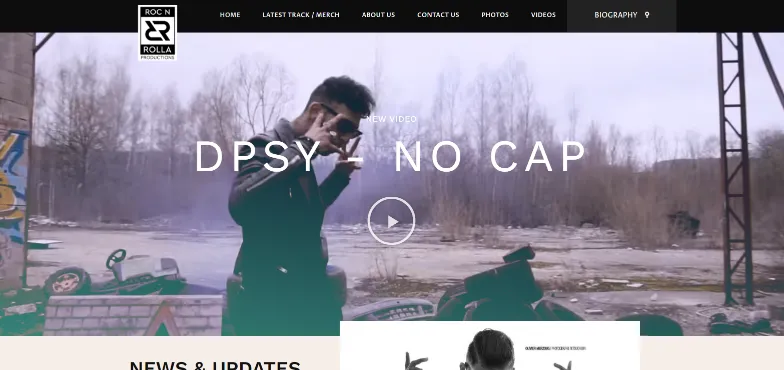 ROC N
ROLLA
PRODUCTIONS
HOME
LATEST TRACK / MERCH
ABOUT US
CONTACT US
PHOTOS
VIDEOS
BIOGRAPHY
NEW VIDEO
DPSY - NO CAP
NEWS & UPDATES